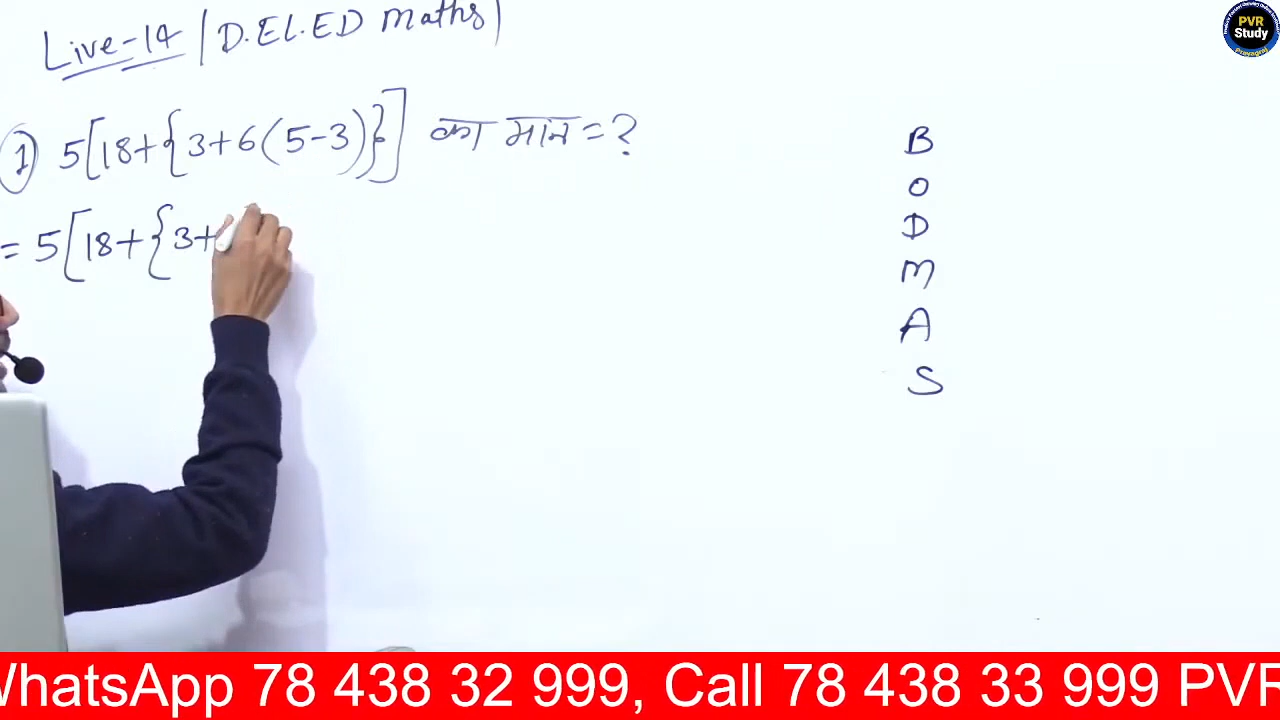 Live-14 | D.EL.ED Maths
① 5[18+{3+6(5-3)}] का मान = ?
= 5[18+{3+
B
O
D
M
A
S
PVR
Study
Prayagraj
WhatsApp 78 438 32 999, Call 78 438 33 999 PVR